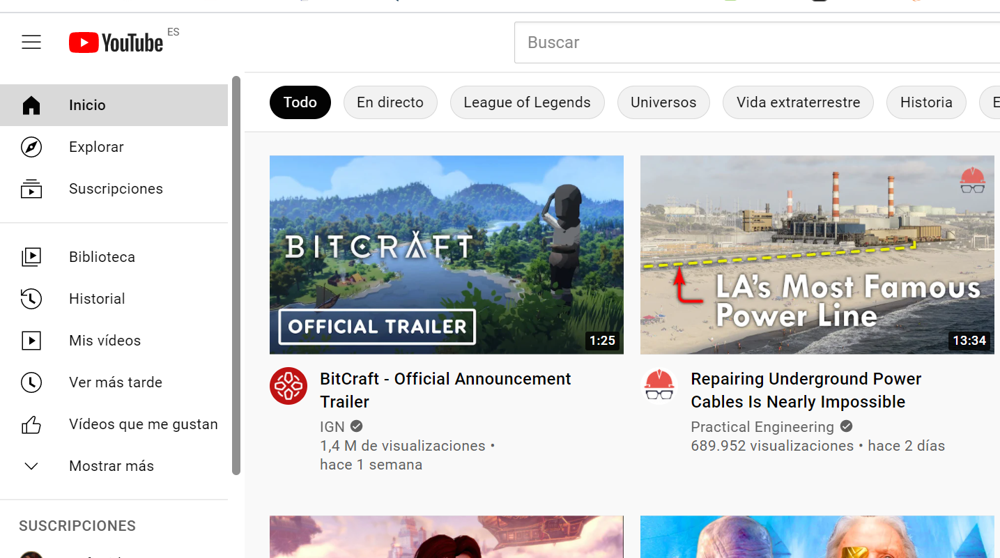 YouTube ES
Buscar
Inicio
Explorar
Suscripciones
Biblioteca
Historial
Mis vídeos
Ver más tarde
Vídeos que me gustan
Mostrar más
SUSCRIPCIONES
Todo
En directo
League of Legends
Universos
Vida extraterrestre
Historia
BITCRAFT
OFFICIAL TRAILER
1:25
BitCraft - Official Announcement
Trailer
IGN
1,4 M de visualizaciones •
hace 1 semana
LA's Most Famous
Power Line
13:34
Repairing Underground Power
Cables Is Nearly Impossible
Practical Engineering
689.952 visualizaciones • hace 2 días